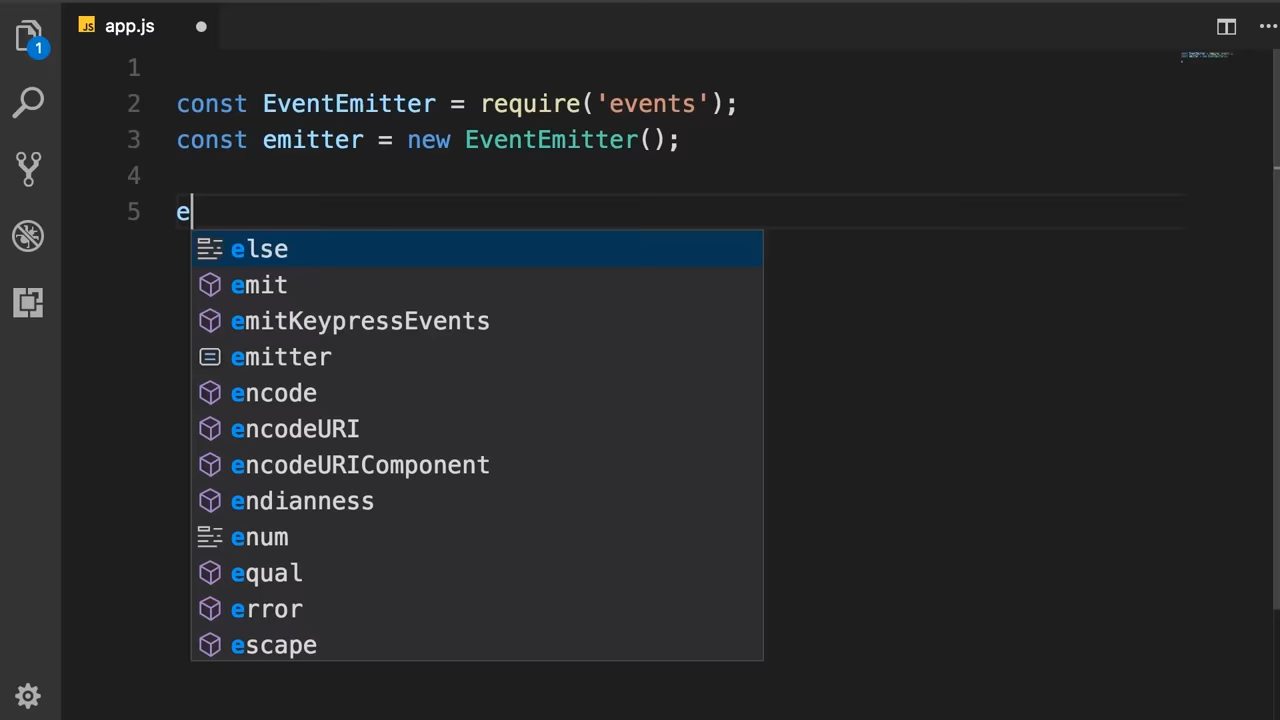 JS app.js
1
1
2 const EventEmitter = require('events');
3 const emitter = new EventEmitter();
4
5 e
else
emit
emitKeypressEvents
emitter
encode
encodeURI
encodeURIComponent
endianness
enum
equal
error
escape